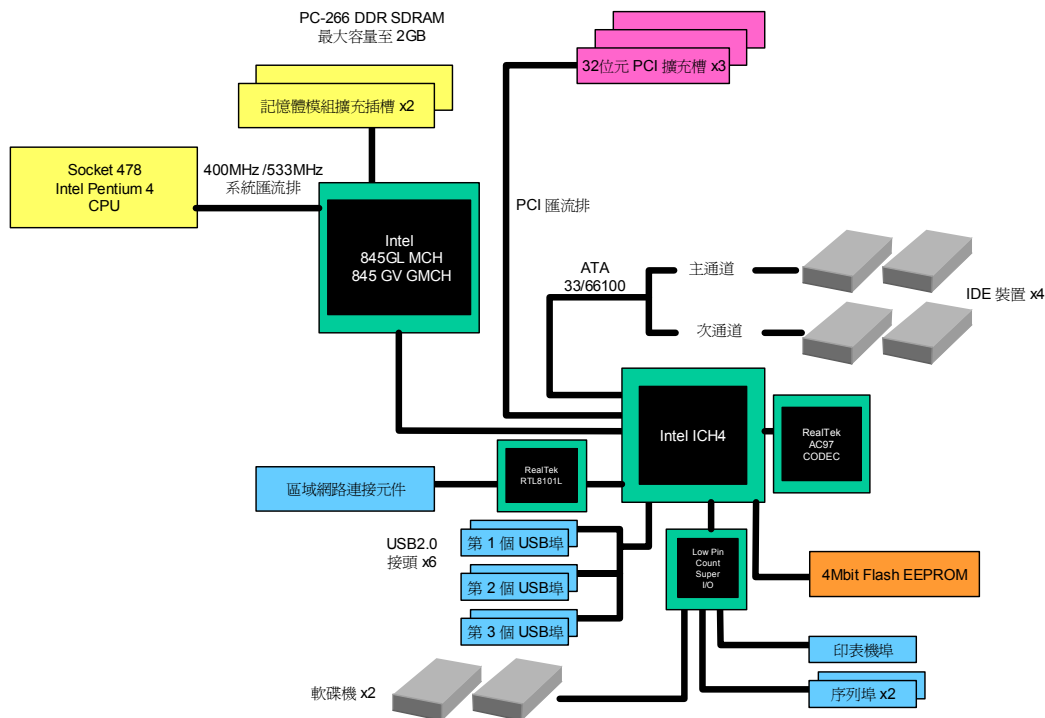 PC-266 DDR SDRAM
最大容量至 2GB
32位元 PCI 擴充槽 x3
記憶體模組擴充插槽 x2
Socket 478
Intel Pentium 4
CPU
400MHz /533MHz
系統匯流排
Intel
845GL MCH
845 GV GMCH
PCI 匯流排
ATA
33/66100
主通道
次通道
IDE 裝置 x4
Intel ICH4
RealTek
AC97
CODEC
RealTek
RTL8101L
區域網路連接元件
USB2.0
接頭 x6
第 1 個 USB埠
第 2 個 USB埠
第 3 個 USB埠
Low Pin
Count
Super
I/O
4Mbit Flash EEPROM
印表機埠
序列埠 x2
軟碟機 x2